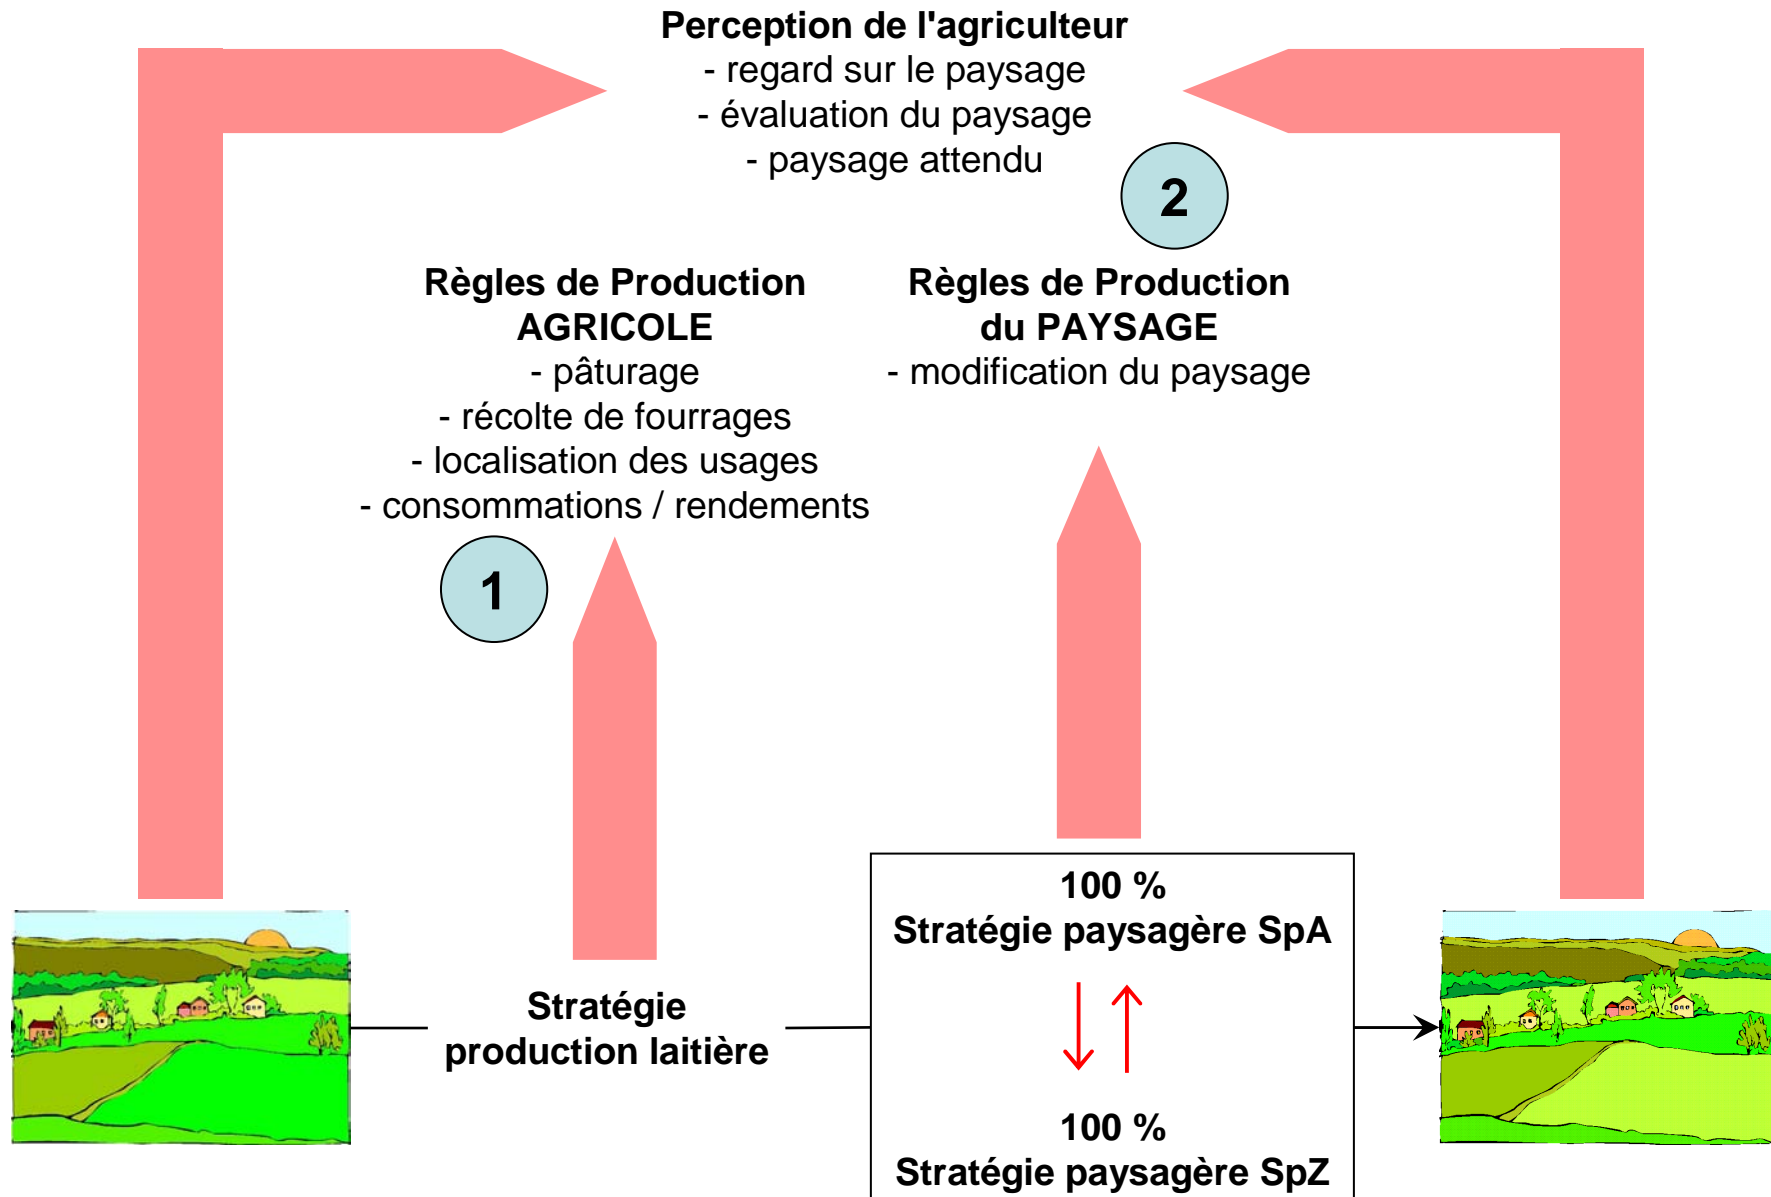 Perception de l'agriculteur
- regard sur le paysage
- évaluation du paysage
- paysage attendu
2
Règles de Production
AGRICOLE
- pâturage
- récolte de fourrages
- localisation des usages
- consommations / rendements
1
Règles de Production
du PAYSAGE
- modification du paysage
Stratégie
production laitière
100 %
Stratégie paysagère SpA
100 %
Stratégie paysagère SpZ